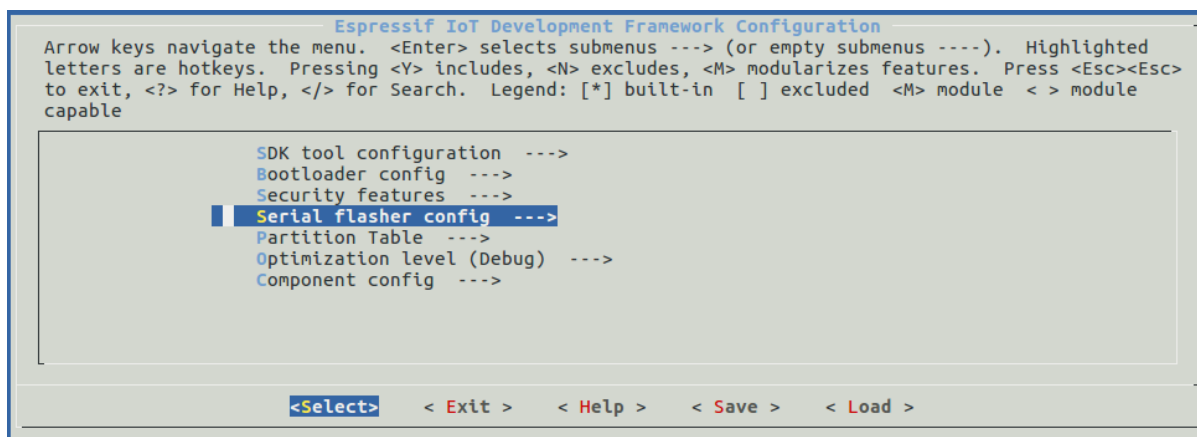 Espressif IoT Development Framework Configuration
Arrow keys navigate the menu.  <Enter> selects submenus ---> (or empty submenus ----).  Highlighted
letters are hotkeys.  Pressing <Y> includes, <N> excludes, <M> modularizes features.  Press <Esc><Esc>
to exit, <?> for Help, </> for Search.  Legend: [*] built-in  [ ] excluded  <M> module  < > module
capable
SDK tool configuration  --->
Bootloader config  --->
Security features  --->
Serial flasher config  --->
Partition Table  --->
Optimization level (Debug)  --->
Component config  --->
<Select>    < Exit >    < Help >    < Save >    < Load >